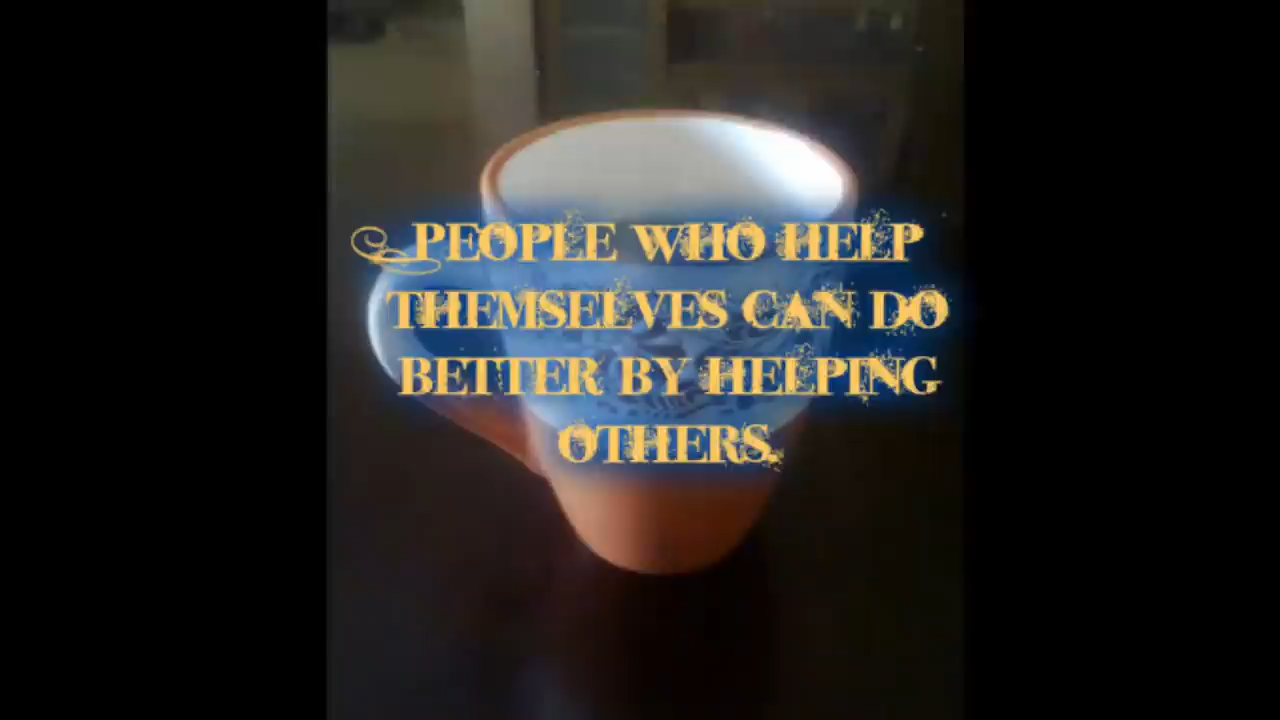 PEOPLE WHO HELP
THEMSELVES CAN DO
BETTER BY HELPING
OTHERS.